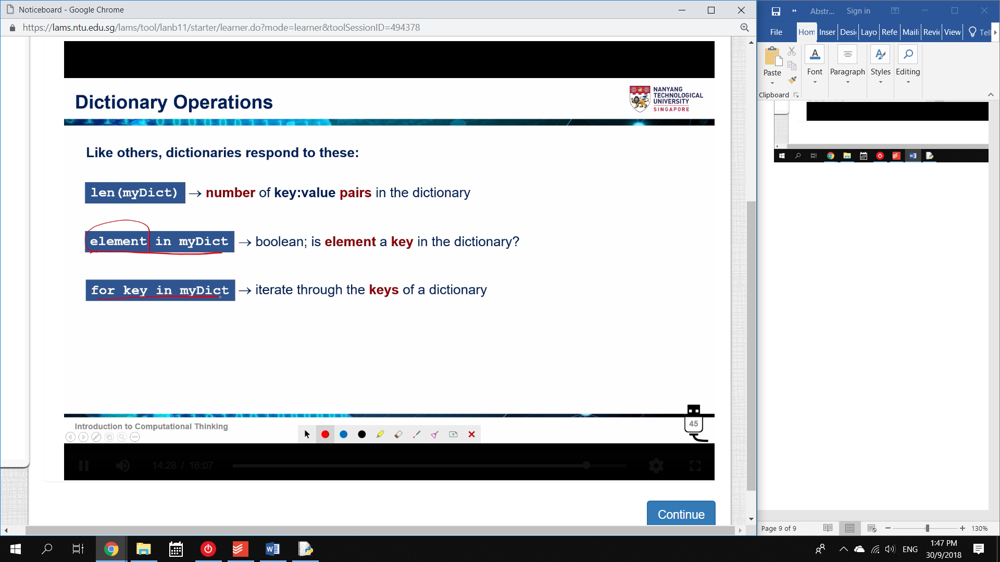 Noticeboard - Google Chrome
https://lams.ntu.edu.sg/lams/tool/lanb11/starter/learner.do?mode=learner&toolSessionID=494378
Dictionary Operations
NANYANG
TECHNOLOGICAL
UNIVERSITY
SINGAPORE
Like others, dictionaries respond to these:
len(myDict) → number of key:value pairs in the dictionary
element in myDict → boolean; is element a key in the dictionary?
for key in myDict → iterate through the keys of a dictionary
Introduction to Computational Thinking
45
14:28 / 16:07
Continue
Abstr... Sign in
File Hom Inser Desi Layo Refe Maili Revie View Tell
Paste Font Paragraph Styles Editing
Clipboard
Page 9 of 9 130%
ENG 1:47 PM
30/9/2018